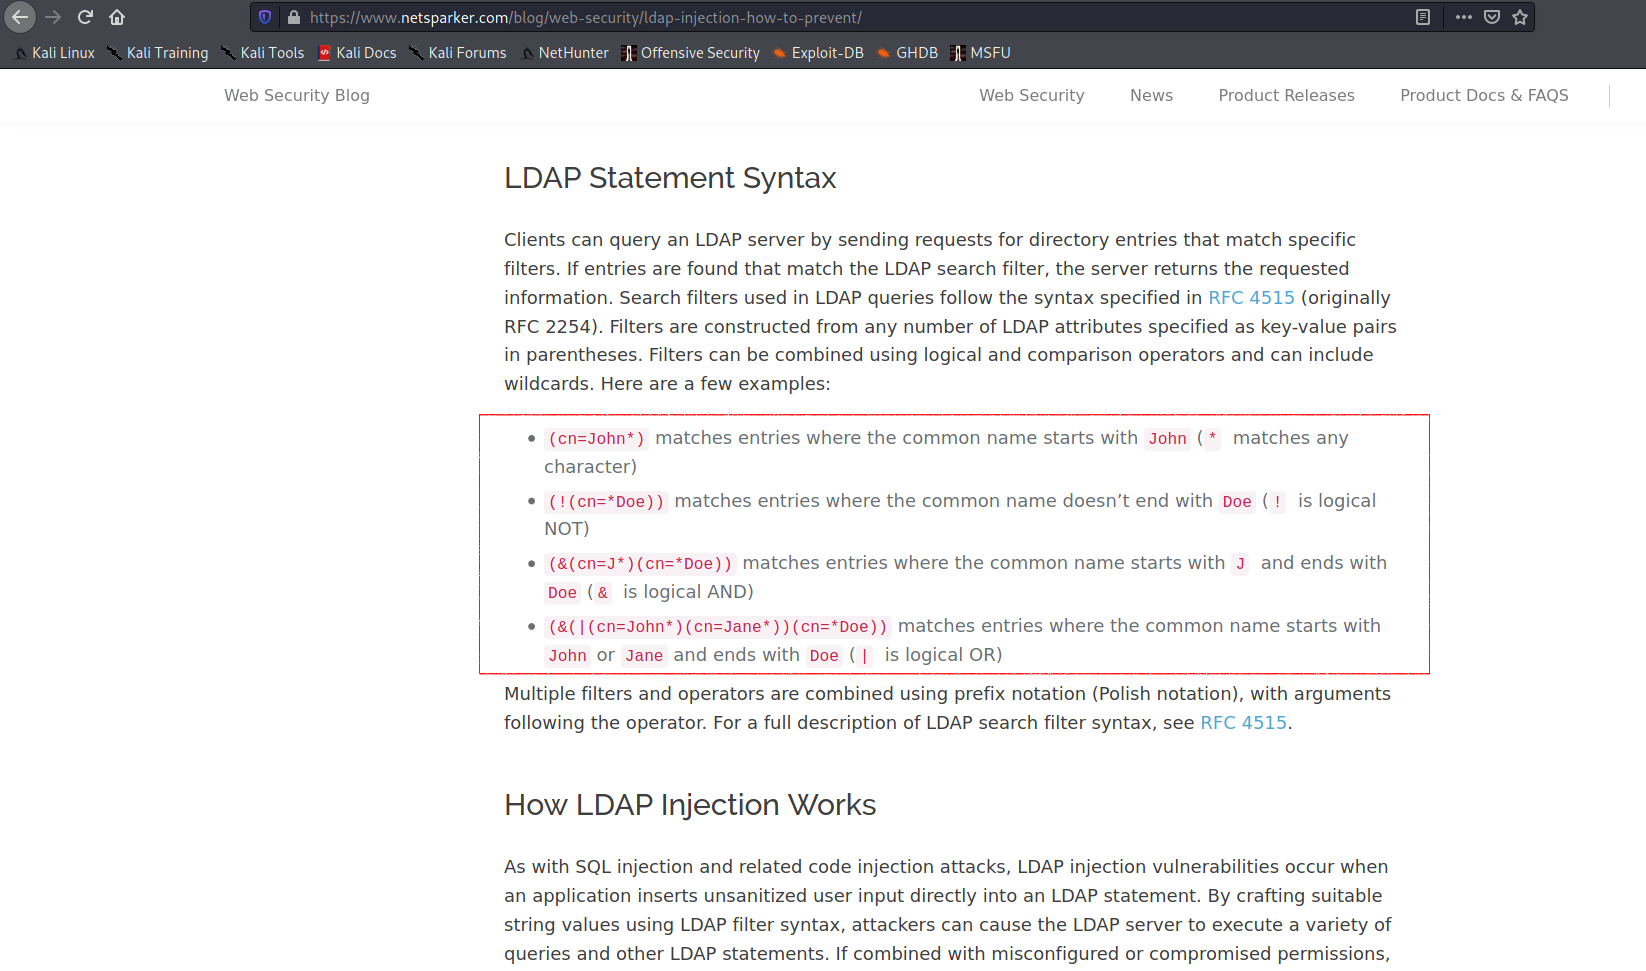 https://www.netsparker.com/blog/web-security/ldap-injection-how-to-prevent/
Kali Linux Kali Training Kali Tools Kali Docs Kali Forums NetHunter Offensive Security Exploit-DB GHDB MSFU
Web Security Blog Web Security News Product Releases Product Docs & FAQS
LDAP Statement Syntax
Clients can query an LDAP server by sending requests for directory entries that match specific
filters. If entries are found that match the LDAP search filter, the server returns the requested
information. Search filters used in LDAP queries follow the syntax specified in RFC 4515 (originally
RFC 2254). Filters are constructed from any number of LDAP attributes specified as key-value pairs
in parentheses. Filters can be combined using logical and comparison operators and can include
wildcards. Here are a few examples:
• (cn=John*) matches entries where the common name starts with John (* matches any
character)
• (!(cn=*Doe)) matches entries where the common name doesn’t end with Doe (! is logical
NOT)
• (&(cn=J*)(cn=*Doe)) matches entries where the common name starts with J and ends with
Doe (& is logical AND)
• (&(|(cn=John*)(cn=Jane*))(cn=*Doe)) matches entries where the common name starts with
John or Jane and ends with Doe (| is logical OR)
Multiple filters and operators are combined using prefix notation (Polish notation), with arguments
following the operator. For a full description of LDAP search filter syntax, see RFC 4515.
How LDAP Injection Works
As with SQL injection and related code injection attacks, LDAP injection vulnerabilities occur when
an application inserts unsanitized user input directly into an LDAP statement. By crafting suitable
string values using LDAP filter syntax, attackers can cause the LDAP server to execute a variety of
queries and other LDAP statements. If combined with misconfigured or compromised permissions,